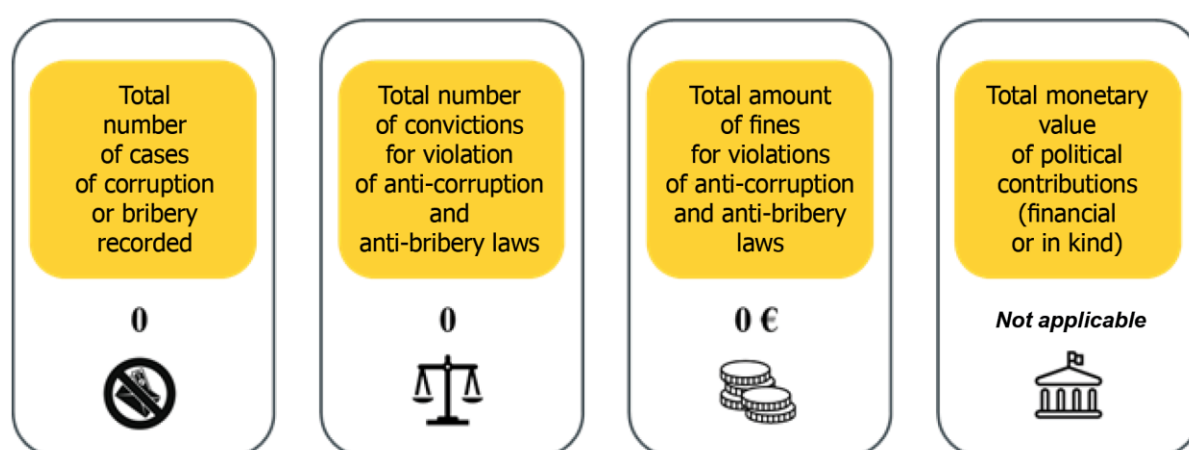 Total
number
of cases
of corruption
or bribery
recorded
0
Total number
of convictions
for violation
of anti-corruption
and
anti-bribery laws
0
Total amount
of fines
for violations
of anti-corruption
and anti-bribery
laws
0 €
Total monetary
value
of political
contributions
(financial
or in kind)
Not applicable